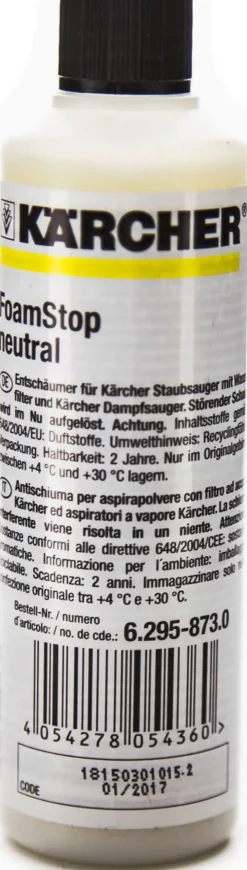 KÄRCHER®
FoamStop
neutral
DE Entschäumer für Kärcher Staubsauger mit
filter und Kärcher Dampfsauger. Störender
wird im Nu aufgelöst. Achtung. Inhaltsstoffe
648/2004/EU: Duftstoffe. Umwelthinweis:
Verpackung. Haltbarkeit: 2 Jahre. Nur im
zwischen +4 °C und +30 °C lagern.
Antischiuma per aspirapolvere con filtro ad
Kärcher ed aspiratori a vapore Kärcher. La
interferente viene risolta in un niente.
stanze conformi alle direttive 648/2004/CEE:
Informazione per l´ambiente:
Scadenza: 2 anni. Immagazzinare solo
confezione originale tra +4 °C e +30 °C.
Bestell-Nr. / numero
d'articolo: / no. de cde.: 6.295-873.0
4 054278 054360 >
18150301015-2
CODE 01/2017